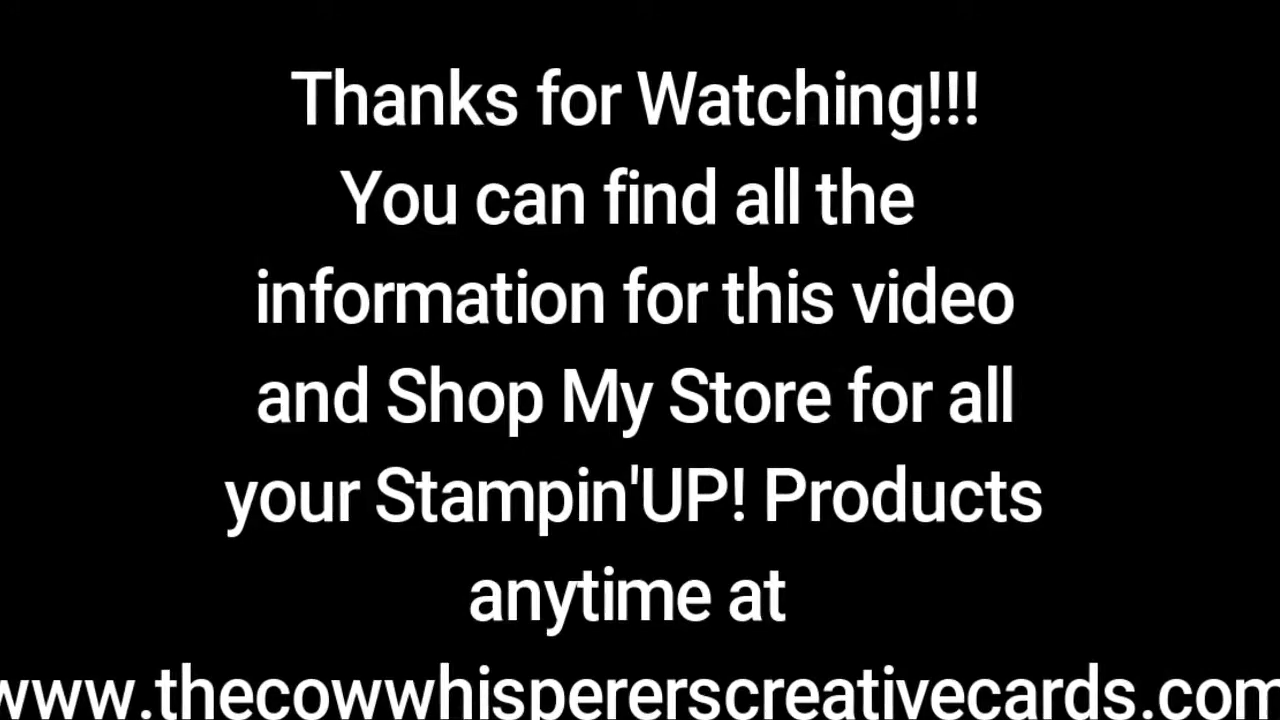 Thanks for Watching!!!
You can find all the
information for this video
and Shop My Store for all
your Stampin'UP! Products
anytime at
www.thecowwhispererscreativecards.com